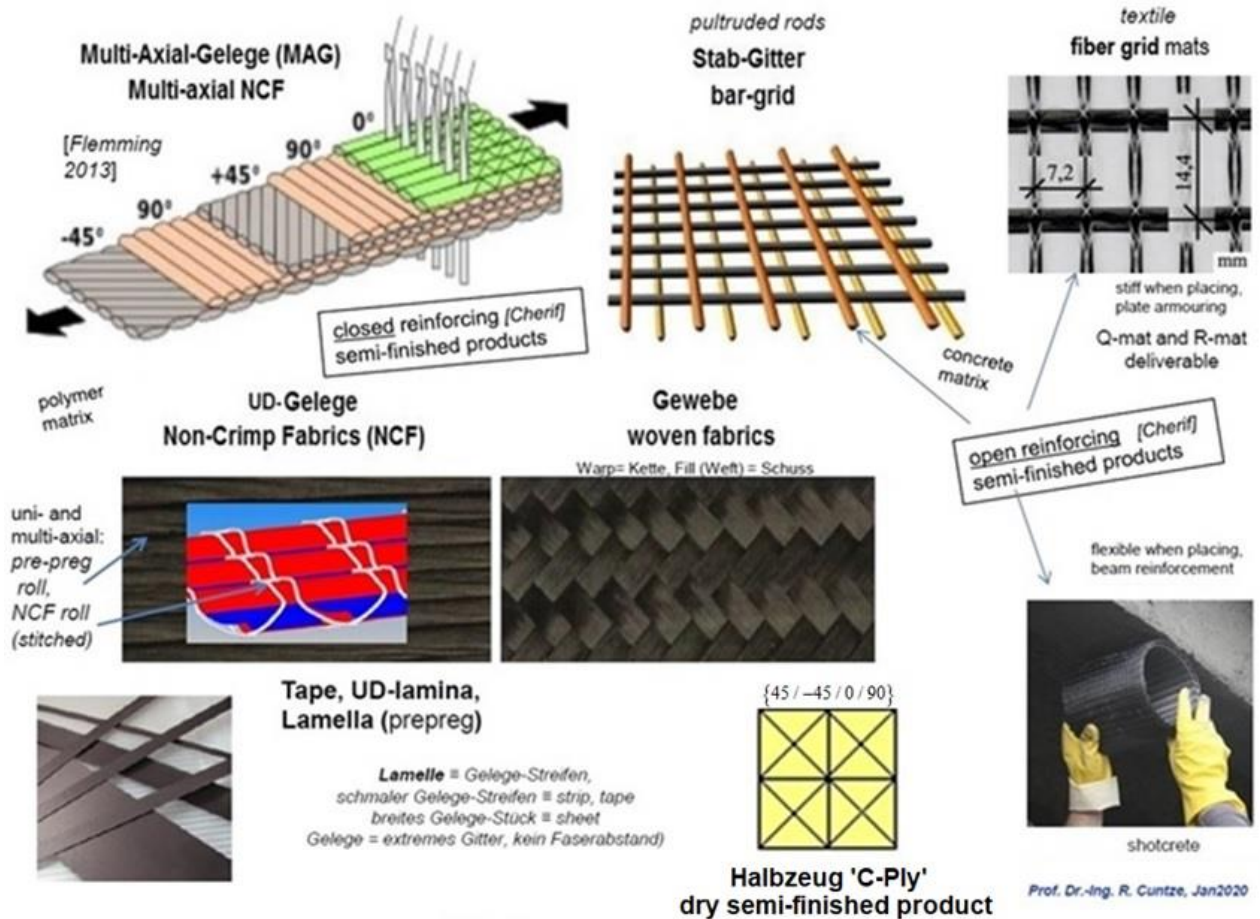 Multi-Axial-Gelege (MAG)
Multi-axial NCF
[Flemming
2013]
-45°
90°
+45°
90°
0°
closed reinforcing [Cherif]
semi-finished products
pultruded rods
Stab-Gitter
bar-grid
textile
fiber grid mats
7,2
14,4
mm
stiff when placing,
plate armouring
Q-mat and R-mat
deliverable
concrete
matrix
open reinforcing [Cherif]
semi-finished products
polymer
matrix
UD-Gelege
Non-Crimp Fabrics (NCF)
Gewebe
woven fabrics
Warp= Kette, Fill (Weft) = Schuss
uni- and
multi-axial:
pre-preg
roll,
NCF roll
(stitched)
flexible when placing,
beam reinforcement
shotcrete
Tape, UD-lamina,
Lamella (prepreg)
Lamelle ≡ Gelege-Streifen,
schmaler Gelege-Streifen ≡ strip, tape
breites Gelege-Stück ≡ sheet
Gelege = extremes Gitter, kein Faserabstand)
{45 / −45 / 0 / 90}
Halbzeug 'C-Ply'
dry semi-finished product
Prof. Dr.-Ing. R. Cuntze, Jan2020